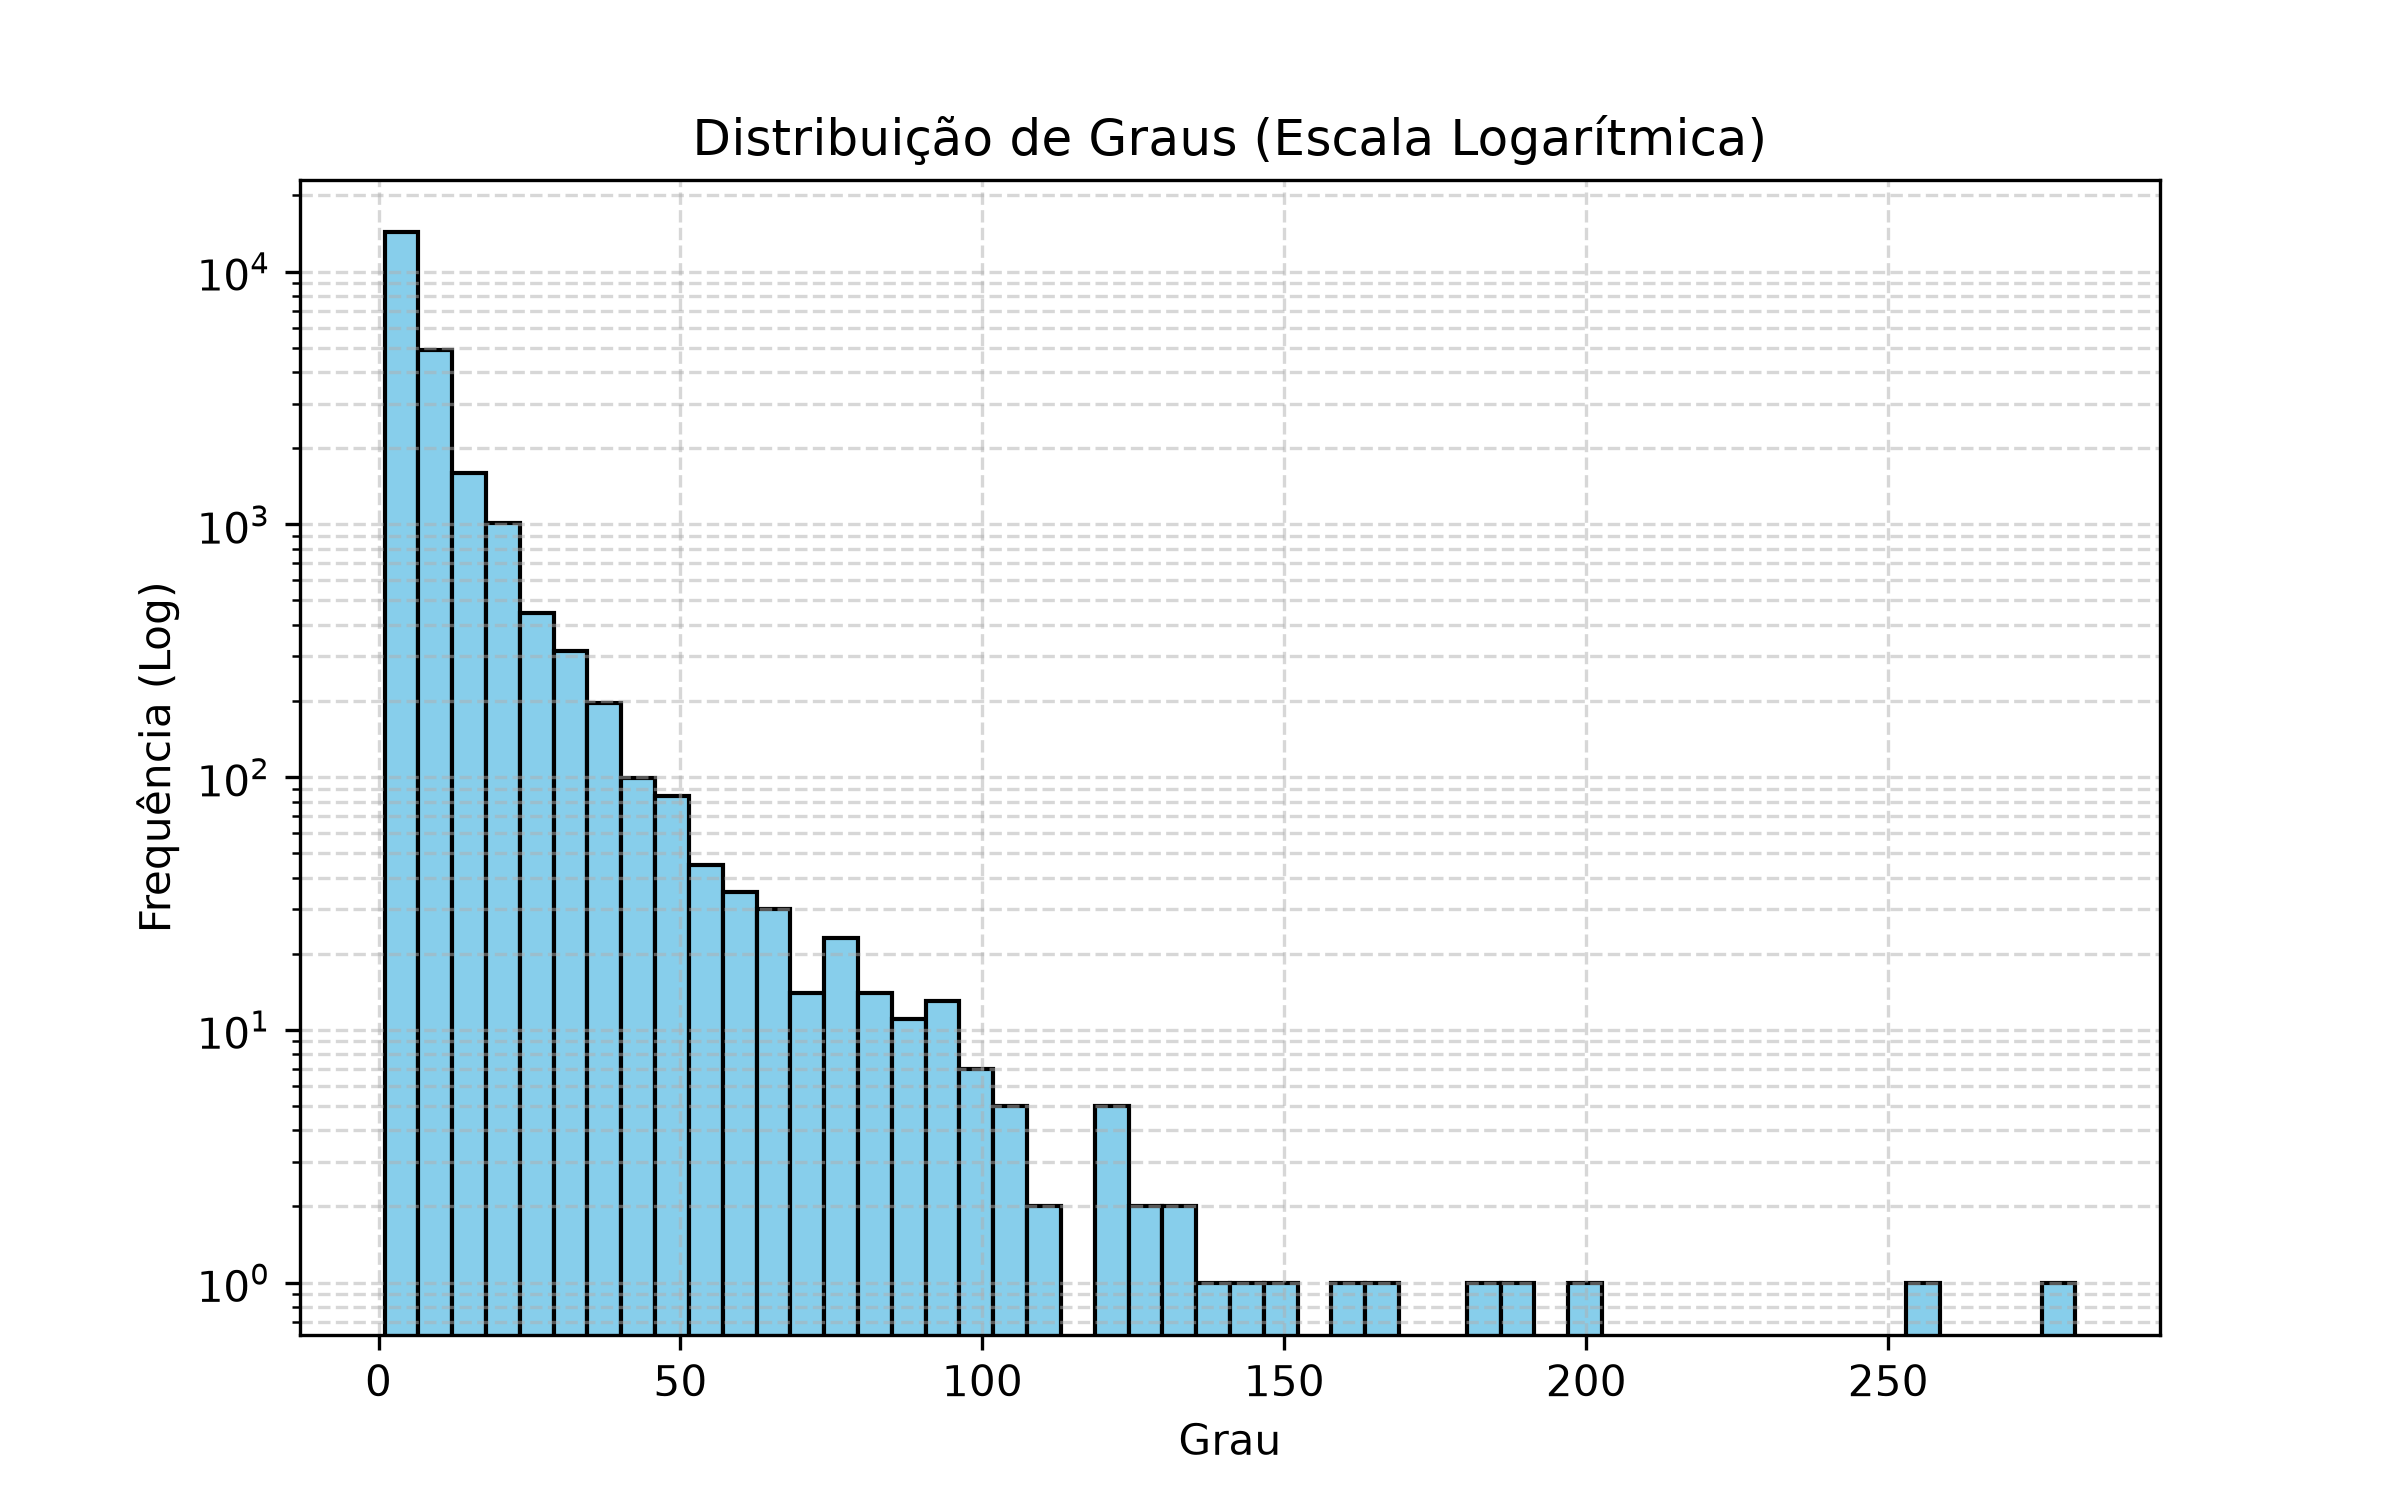 Distribuição de Graus (Escala Logarítmica)
Frequência (Log)
10⁴
10³
10²
10¹
10⁰
0 50 100 150 200 250
Grau